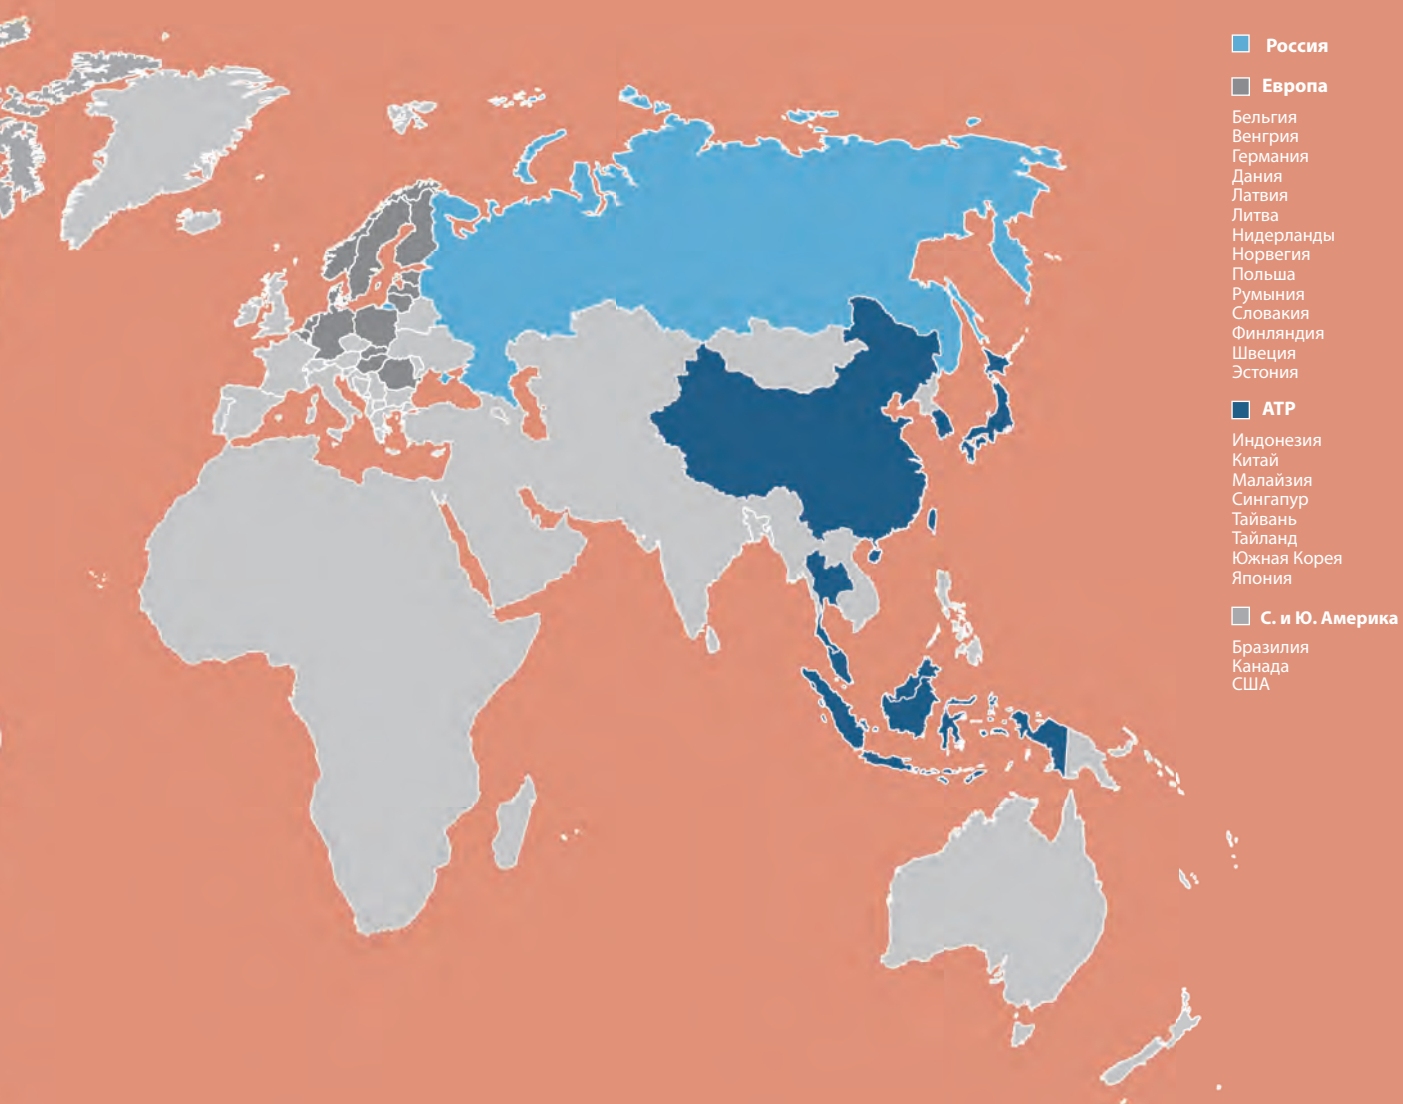 Россия
Европа
Бельгия
Венгрия
Германия
Дания
Латвия
Литва
Нидерланды
Норвегия
Польша
Румыния
Словакия
Финляндия
Швеция
Эстония
АТР
Индонезия
Китай
Малайзия
Сингапур
Тайвань
Тайланд
Южная Корея
Япония
С. и Ю. Америка
Бразилия
Канада
США